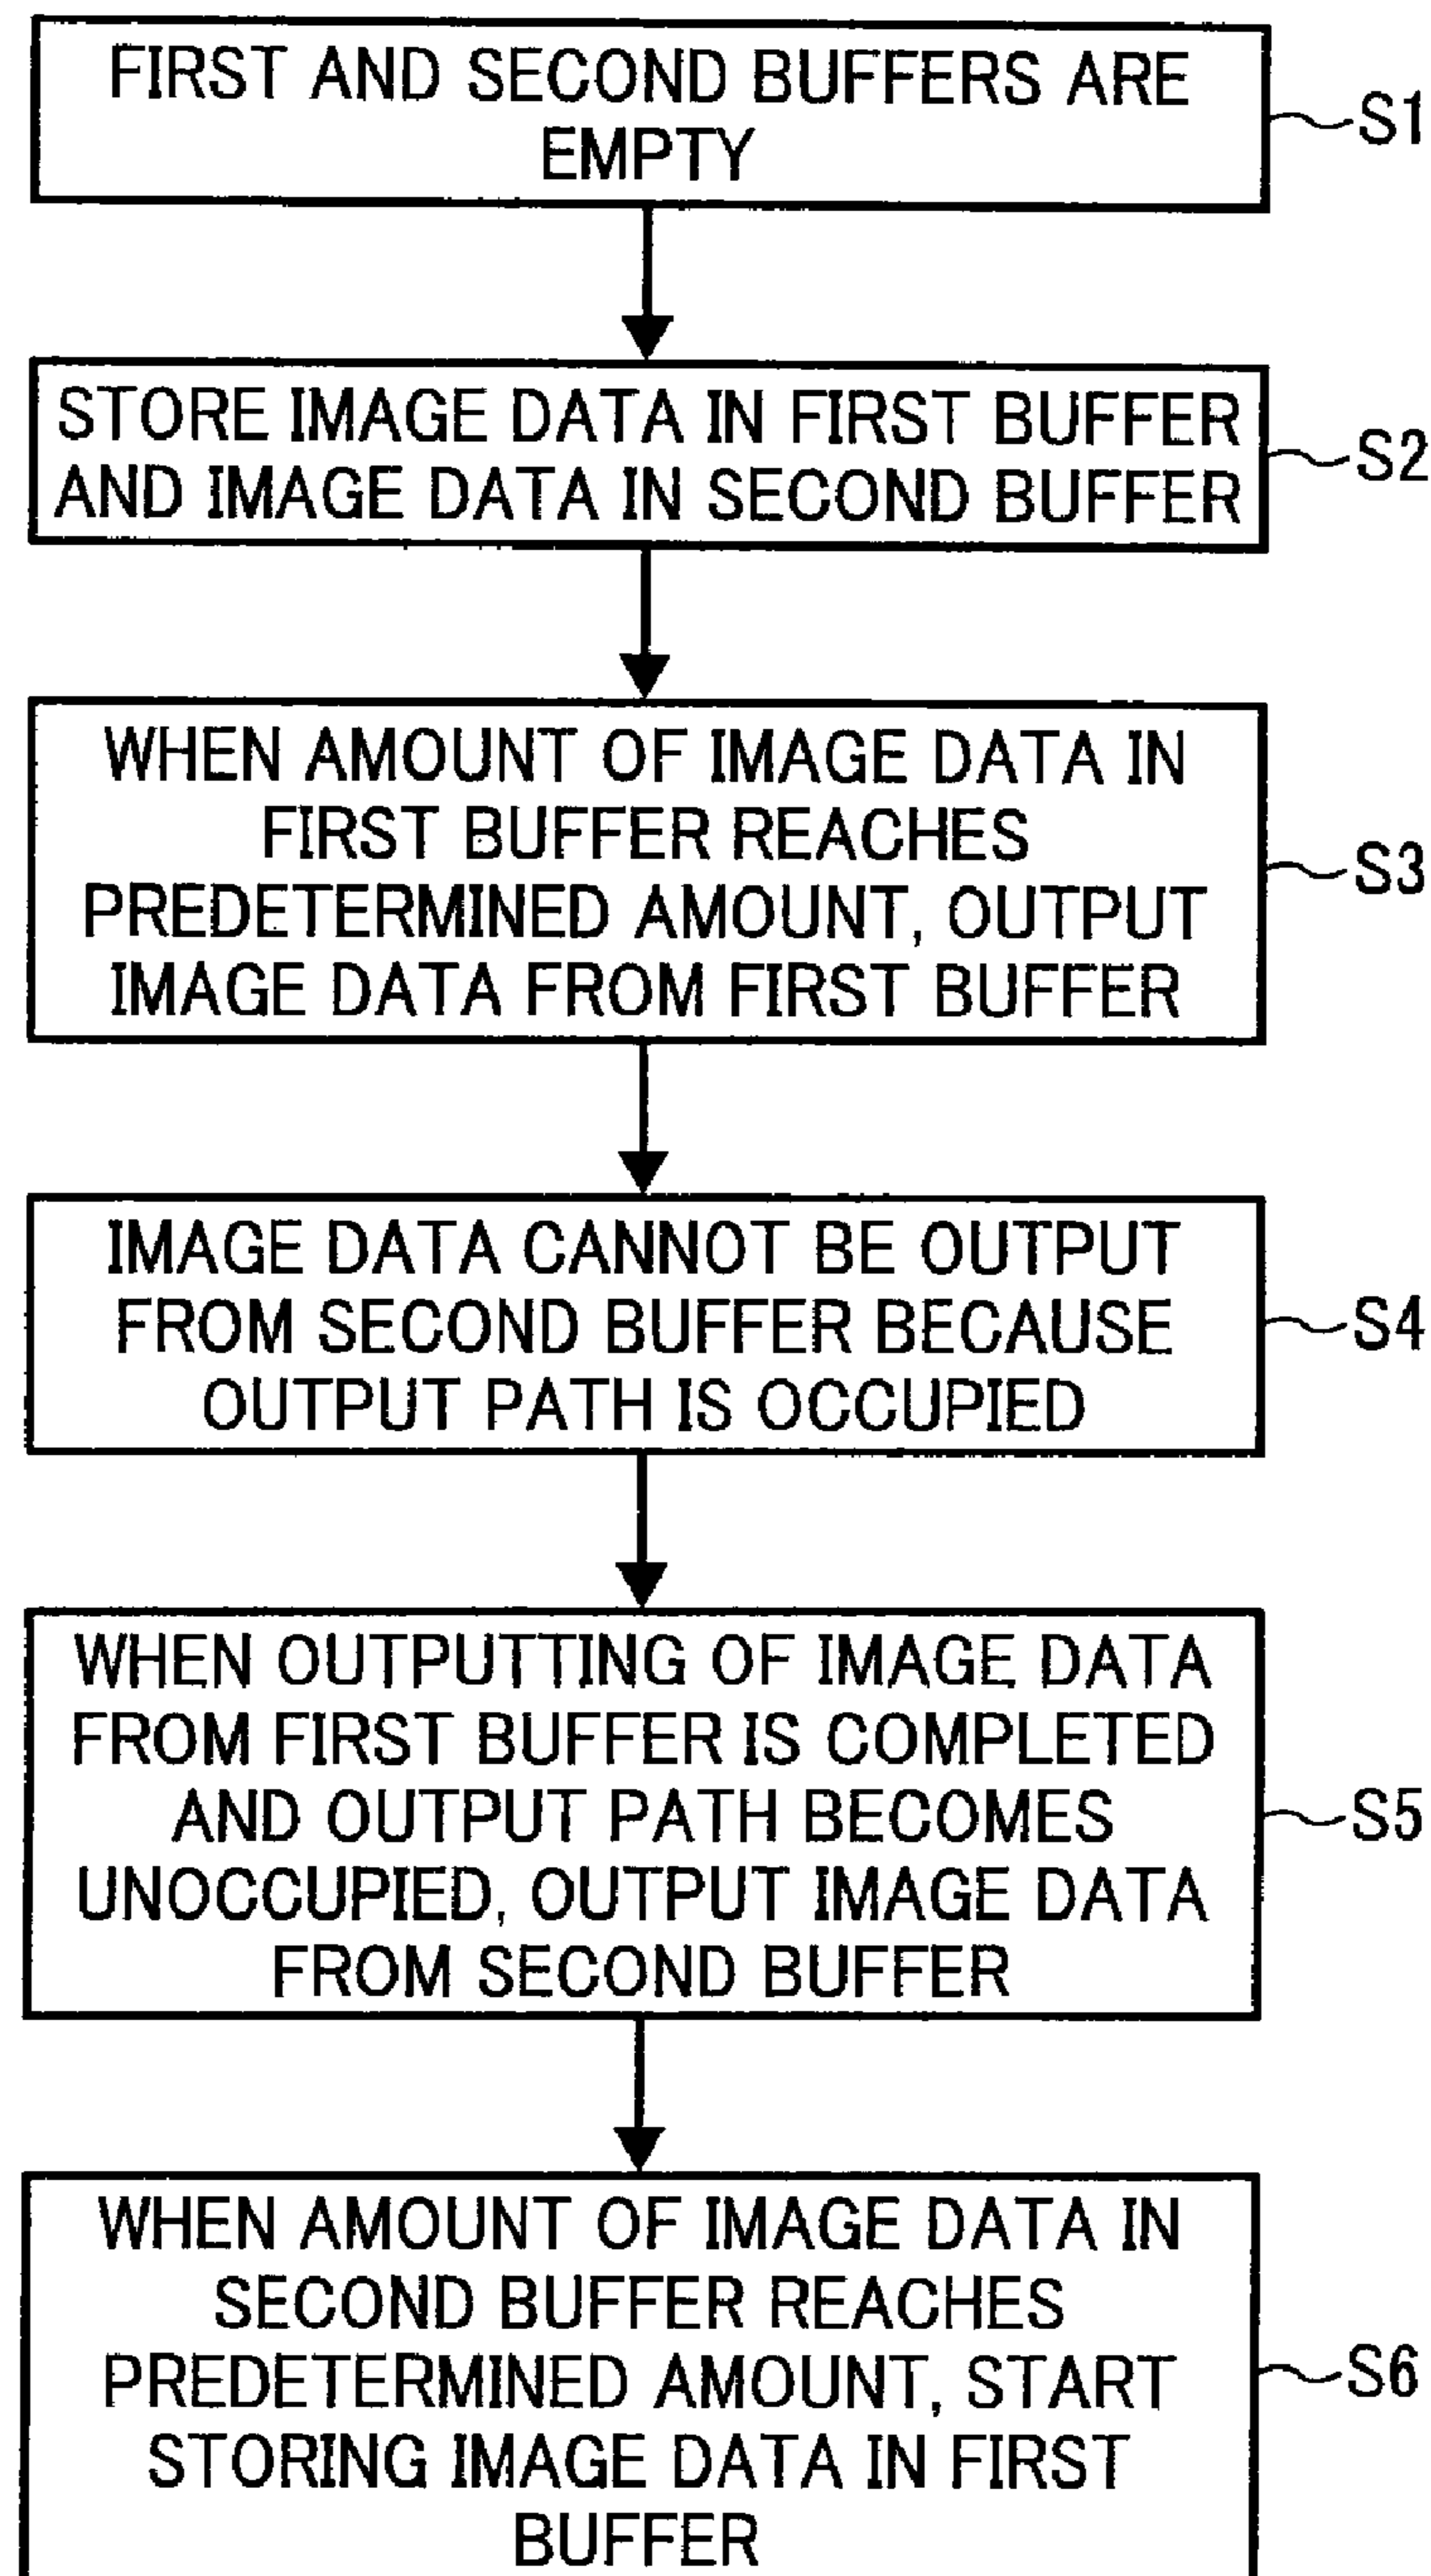 FIRST AND SECOND BUFFERS ARE
EMPTY
S1
STORE IMAGE DATA IN FIRST BUFFER
AND IMAGE DATA IN SECOND BUFFER
S2
WHEN AMOUNT OF IMAGE DATA IN
FIRST BUFFER REACHES
PREDETERMINED AMOUNT, OUTPUT
IMAGE DATA FROM FIRST BUFFER
S3
IMAGE DATA CANNOT BE OUTPUT
FROM SECOND BUFFER BECAUSE
OUTPUT PATH IS OCCUPIED
S4
WHEN OUTPUTTING OF IMAGE DATA
FROM FIRST BUFFER IS COMPLETED
AND OUTPUT PATH BECOMES
UNOCCUPIED, OUTPUT IMAGE DATA
FROM SECOND BUFFER
S5
WHEN AMOUNT OF IMAGE DATA IN
SECOND BUFFER REACHES
PREDETERMINED AMOUNT, START
STORING IMAGE DATA IN FIRST
BUFFER
S6